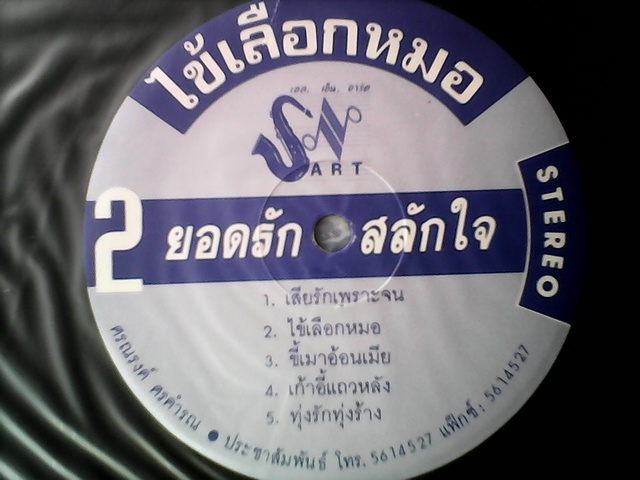 ไข้เลือกหมอ
เอส. เอ็น. อาร์ต
SN
ART
STEREO
2 ยอดรัก สลักใจ
1. เสียรักเพราะจน
2. ไข้เลือกหมอ
3. ขี้เมาอ้อนเมีย
4. เก้าอี้แถวหลัง
5. ทุ่งรักทุ่งร้าง
ศรณรงค์ ศรคำรณ ● ประชาสัมพันธ์ โทร. 5614527 แฟ็กซ์: 5614527